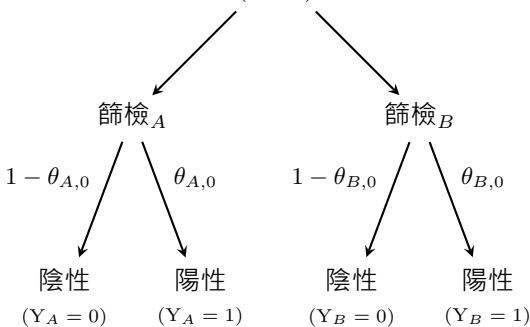 篩檢_A 篩檢_B
1 − θ_{A,0} θ_{A,0} 1 − θ_{B,0} θ_{B,0}
陰性 陽性 陰性 陽性
(Y_A = 0) (Y_A = 1) (Y_B = 0) (Y_B = 1)